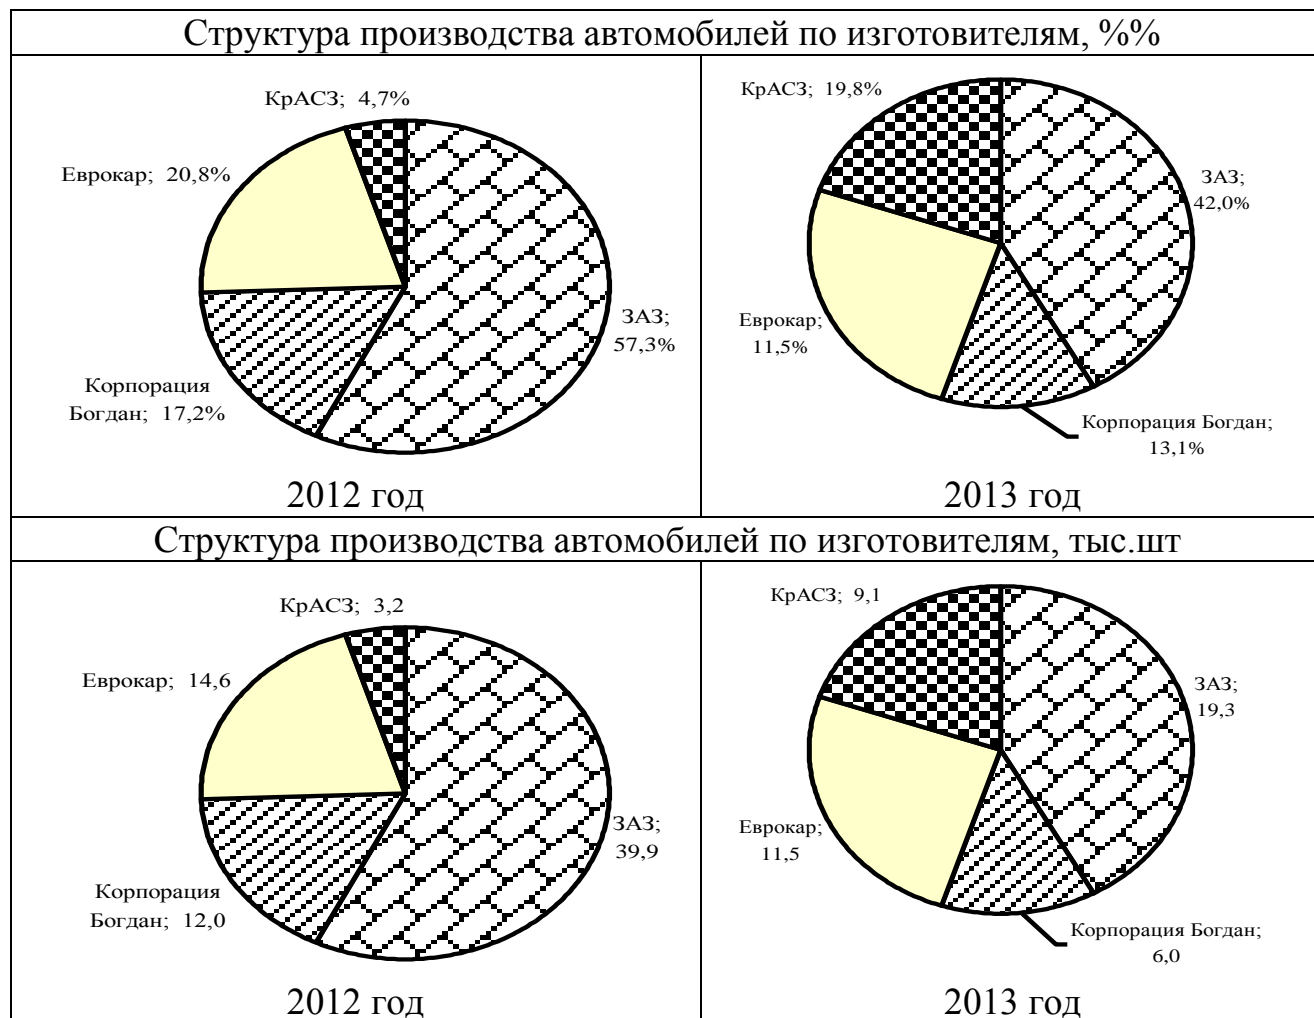 Структура производства автомобилей по изготовителям, %%
КрАСЗ; 4,7%
Еврокар; 20,8%
ЗАЗ;
57,3%
Корпорация
Богдан; 17,2%
2012 год
КрАСЗ; 19,8%
ЗАЗ;
42,0%
Еврокар;
11,5%
Корпорация Богдан;
13,1%
2013 год
Структура производства автомобилей по изготовителям, тыс.шт
КрАСЗ; 3,2
Еврокар; 14,6
ЗАЗ;
39,9
Корпорация
Богдан; 12,0
2012 год
КрАСЗ; 9,1
ЗАЗ;
19,3
Еврокар;
11,5
Корпорация Богдан;
6,0
2013 год